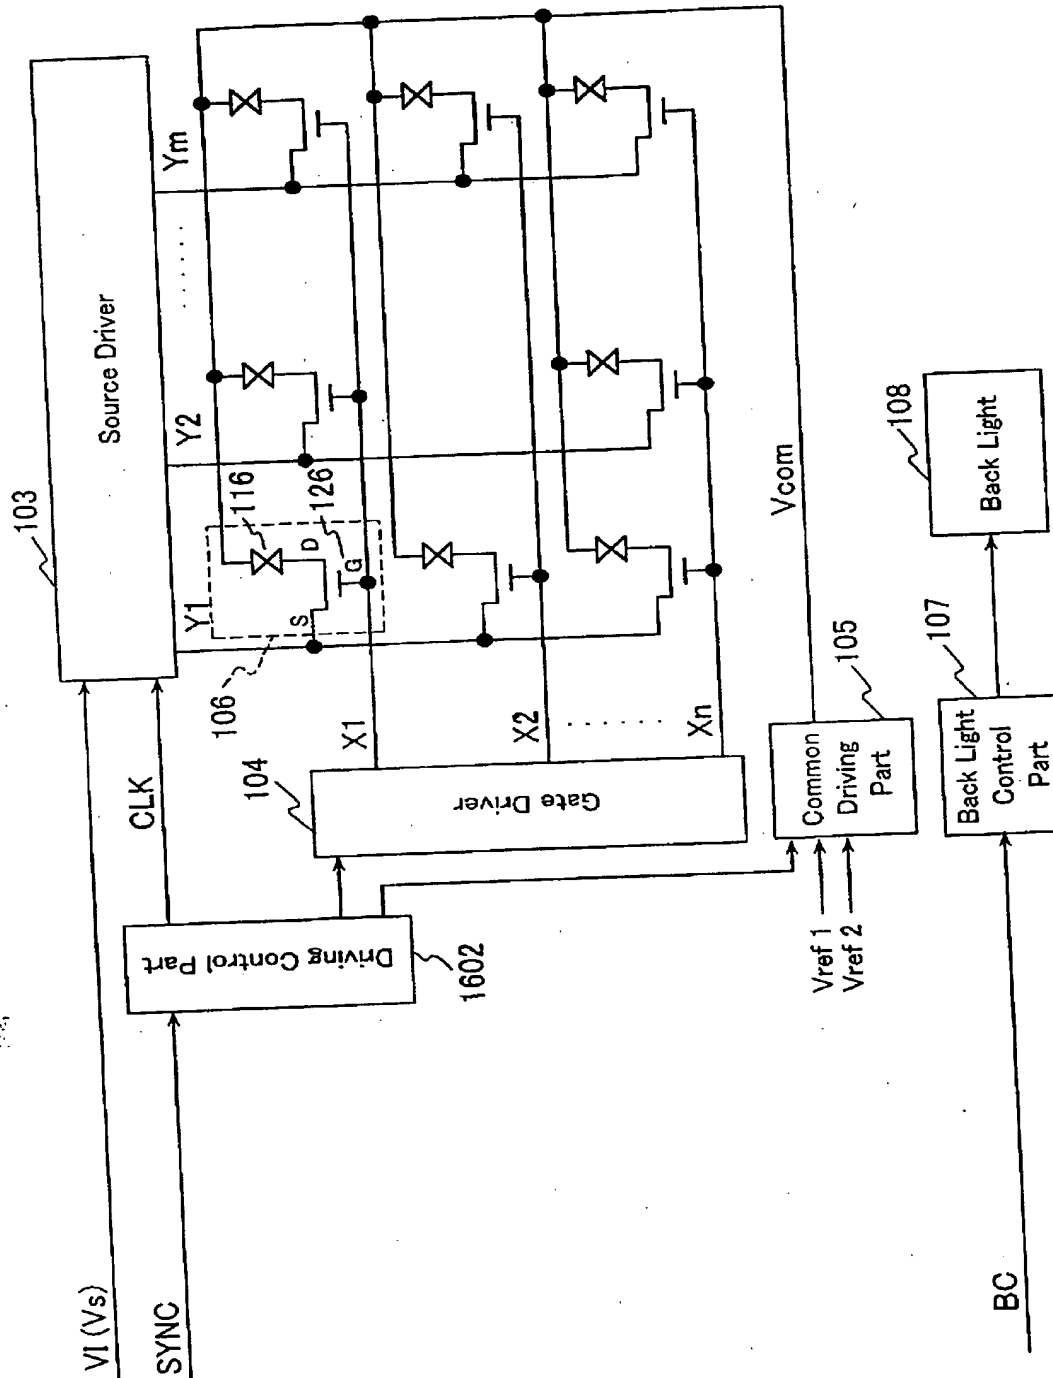 103
Source Driver
VI(Vs)
SYNC
CLK
Y1
Y2
Ym
116
126
S
D
G
106
Driving Control Part
1602
104
Gate Driver
X1
X2
Xn
Vcom
105
Common
Driving
Part
Vref 1
Vref 2
107
Back Light
Control
Part
108
Back Light
BC